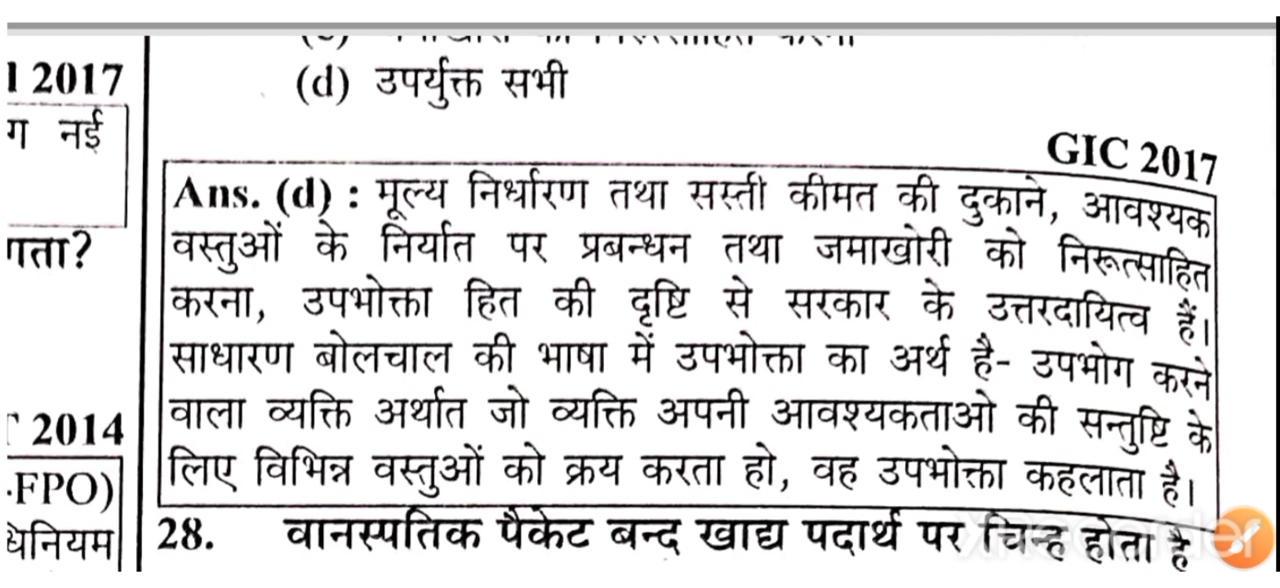 1 2017
ग नई
गता?
2014
-FPO)
धिनियम
(d) उपर्युक्त सभी
GIC 2017
Ans. (d) : मूल्य निर्धारण तथा सस्ती कीमत की दुकाने, आवश्यक
वस्तुओं के निर्यात पर प्रबन्धन तथा जमाखोरी को निरूत्साहित
करना, उपभोक्ता हित की दृष्टि से सरकार के उत्तरदायित्व हैं।
साधारण बोलचाल की भाषा में उपभोक्ता का अर्थ है- उपभोग करने
वाला व्यक्ति अर्थात जो व्यक्ति अपनी आवश्यकताओ की सन्तुष्टि के
लिए विभिन्न वस्तुओं को क्रय करता हो, वह उपभोक्ता कहलाता है।
28. वानस्पतिक पैकेट बन्द खाद्य पदार्थ पर चिन्ह होता है